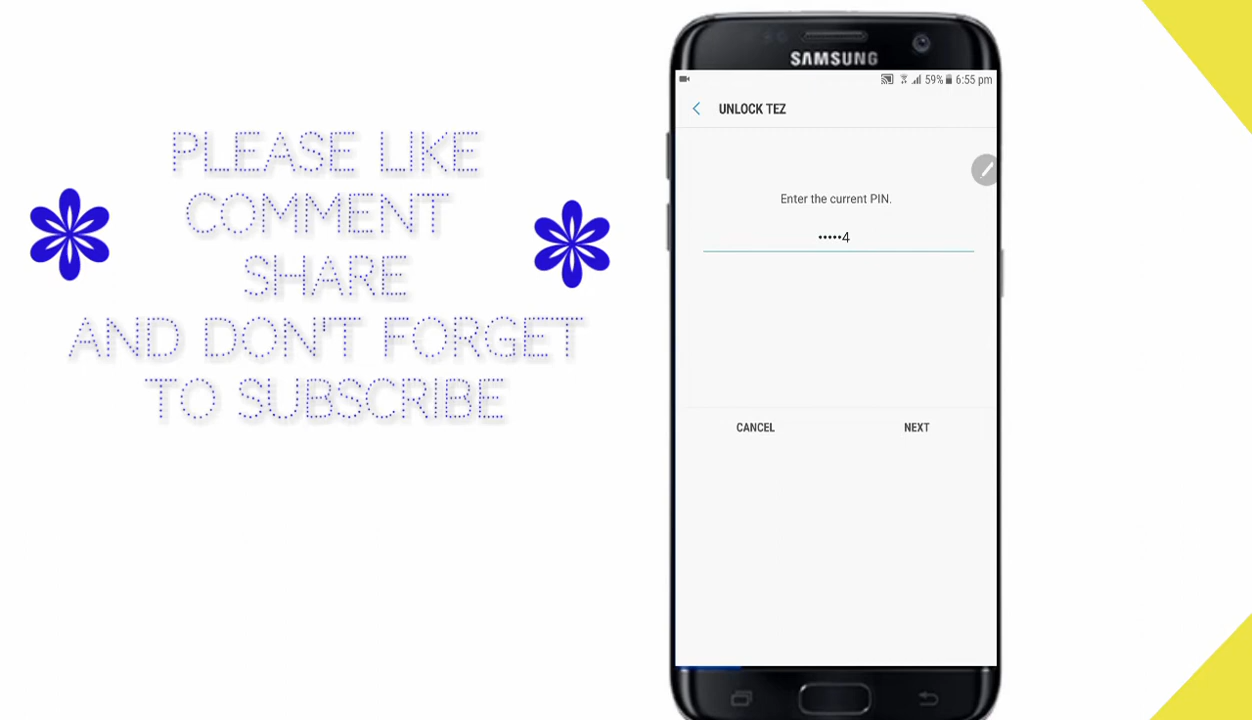 PLEASE LIKE
COMMENT
SHARE
AND DON'T FORGET
TO SUBSCRIBE
SAMSUNG
59% 6:55 pm
UNLOCK TEZ
Enter the current PIN.
•••••4
CANCEL NEXT